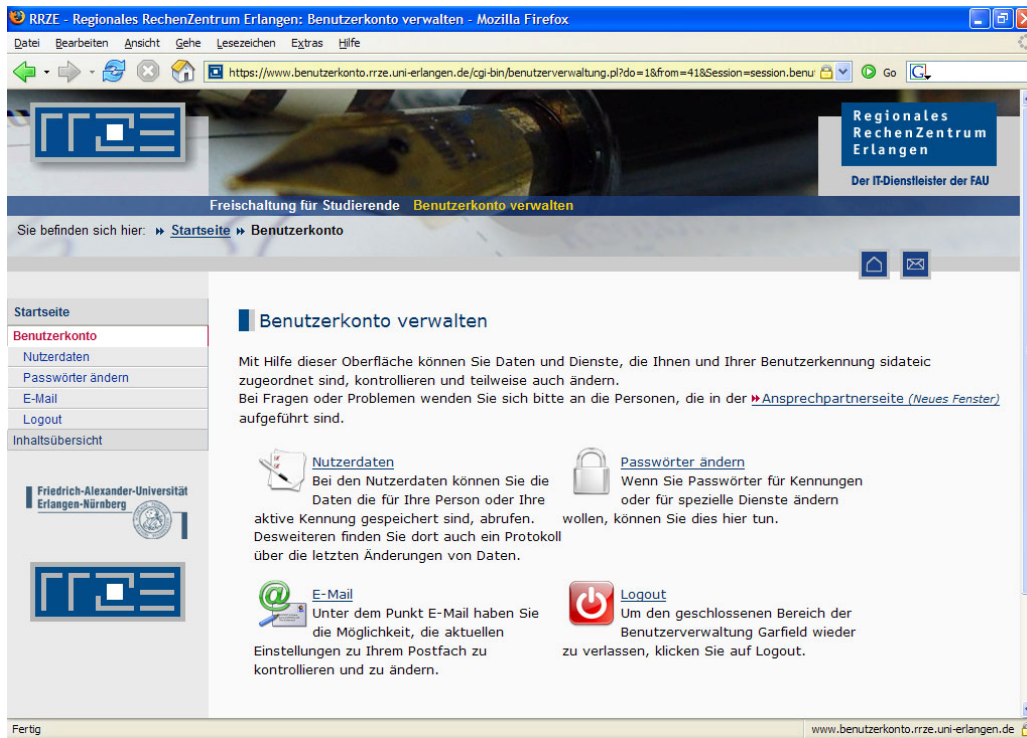 RRZE - Regionales RechenZentrum Erlangen: Benutzerkonto verwalten - Mozilla Firefox
Datei Bearbeiten Ansicht Gehe Lesezeichen Extras Hilfe
https://www.benutzerkonto.rrze.uni-erlangen.de/cgi-bin/benutzerverwaltung.pl?do=1&from=41&Session=session.benu Go G
rrze
Regionales
RechenZentrum
Erlangen
Der IT-Dienstleister der FAU
Freischaltung für Studierende Benutzerkonto verwalten
Sie befinden sich hier: » Startseite » Benutzerkonto
Startseite
Benutzerkonto
Nutzerdaten
Passwörter ändern
E-Mail
Logout
Inhaltsübersicht
Friedrich-Alexander-Universität
Erlangen-Nürnberg
rrze
Benutzerkonto verwalten
Mit Hilfe dieser Oberfläche können Sie Daten und Dienste, die Ihnen und Ihrer Benutzerkennung sidateic
zugeordnet sind, kontrollieren und teilweise auch ändern.
Bei Fragen oder Problemen wenden Sie sich bitte an die Personen, die in der »Ansprechpartnerseite (Neues Fenster)
aufgeführt sind.
Nutzerdaten
Bei den Nutzerdaten können Sie die
Daten die für Ihre Person oder Ihre
aktive Kennung gespeichert sind, abrufen.
Desweiteren finden Sie dort auch ein Protokoll
über die letzten Änderungen von Daten.
Passwörter ändern
Wenn Sie Passwörter für Kennungen
oder für spezielle Dienste ändern
wollen, können Sie dies hier tun.
E-Mail
Unter dem Punkt E-Mail haben Sie
die Möglichkeit, die aktuellen
Einstellungen zu Ihrem Postfach zu
kontrollieren und zu ändern.
Logout
Um den geschlossenen Bereich der
Benutzerverwaltung Garfield wieder
zu verlassen, klicken Sie auf Logout.
Fertig
www.benutzerkonto.rrze.uni-erlangen.de